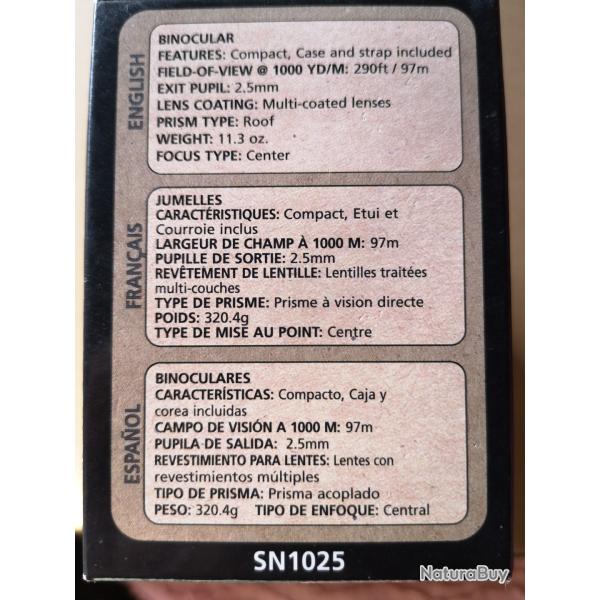 ENGLISH
BINOCULAR
FEATURES: Compact, Case and strap included
FIELD-OF-VIEW @ 1000 YD/M: 290ft / 97m
EXIT PUPIL: 2.5mm
LENS COATING: Multi-coated lenses
PRISM TYPE: Roof
WEIGHT: 11.3 oz.
FOCUS TYPE: Center
FRANÇAIS
JUMELLES
CARACTÉRISTIQUES: Compact, Etui et
Courroie inclus
LARGEUR DE CHAMP À 1000 M: 97m
PUPILLE DE SORTIE: 2.5mm
REVÊTEMENT DE LENTILLE: Lentilles traitées
multi-couches
TYPE DE PRISME: Prisme à vision directe
POIDS: 320.4g
TYPE DE MISE AU POINT: Centre
ESPAÑOL
BINOCULARES
CARACTERÍSTICAS: Compacto, Caja y
corea incluidas
CAMPO DE VISIÓN A 1000 M: 97m
PUPILA DE SALIDA: 2.5mm
REVESTIMIENTO PARA LENTES: Lentes con
revestimientos múltiples
TIPO DE PRISMA: Prisma acoplado
PESO: 320.4g TIPO DE ENFOQUE: Central
SN1025
NaturaBuy